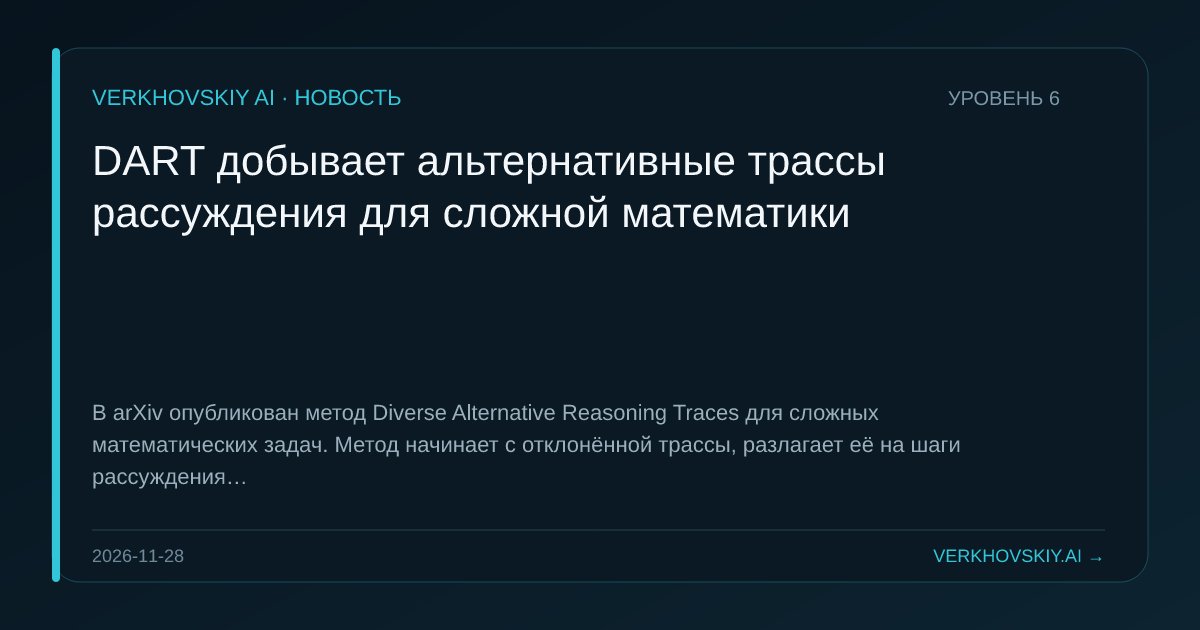 VERKHOVSKIY AI · НОВОСТЬ
УРОВЕНЬ 6
DART добывает альтернативные трассы
рассуждения для сложной математики
В arXiv опубликован метод Diverse Alternative Reasoning Traces для сложных
математических задач. Метод начинает с отклонённой трассы, разлагает её на шаги
рассуждения…
2026-11-28
VERKHOVSKIY.AI →